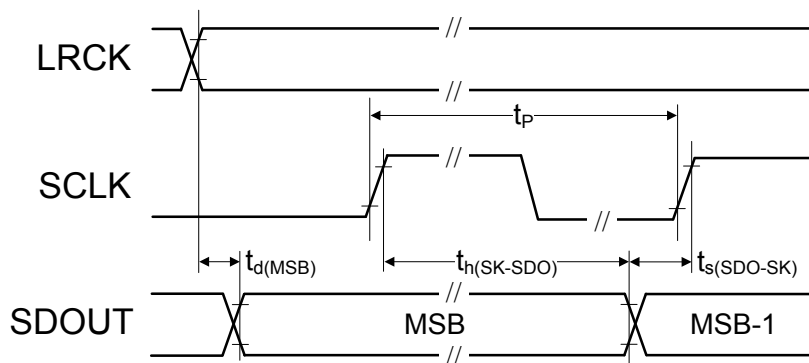 LRCK
tP
SCLK
td(MSB)
th(SK-SDO)
ts(SDO-SK)
SDOUT
MSB
MSB-1